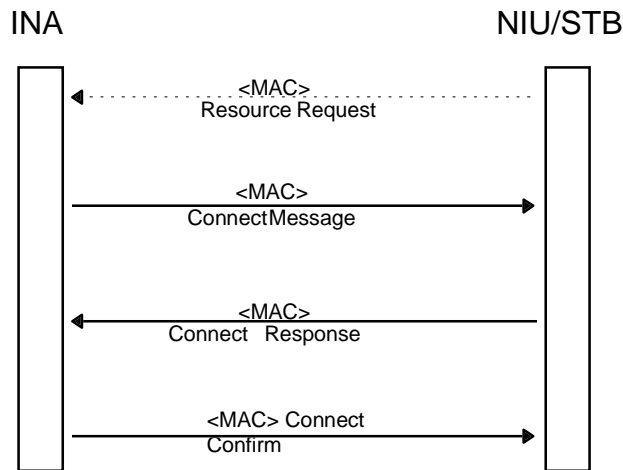 INA NIU/STB
<MAC>
Resource Request
<MAC>
ConnectMessage
<MAC>
Connect Response
<MAC> Connect
Confirm